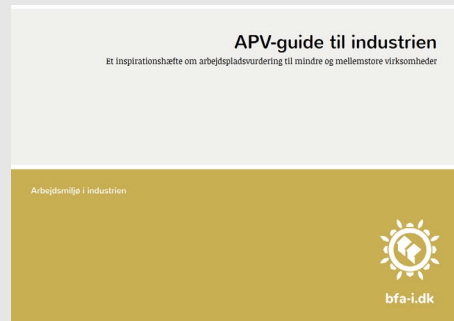 APV-guide til industrien
Et inspirationshæfte om arbejdspladsvurdering til mindre og mellemstore virksomheder
Arbejdsmiljø i industrien
bfa-i.dk